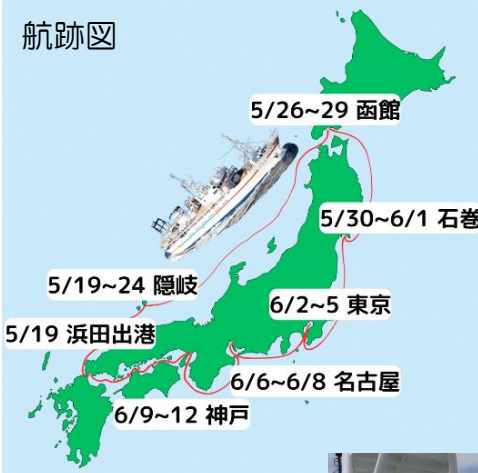 航跡図
5/26~29 函館
5/30~6/1 石巻
5/19~24 隠岐
6/2~5 東京
5/19 浜田出港
6/6~6/8 名古屋
6/9~12 神戸